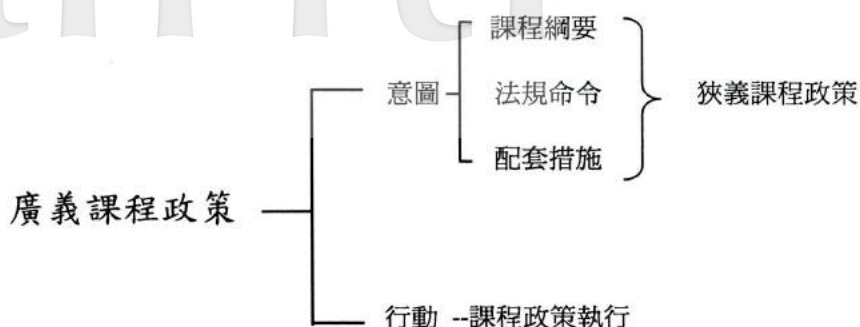 課程綱要
意圖
法規命令
狹義課程政策
配套措施
廣義課程政策
行動 --課程政策執行